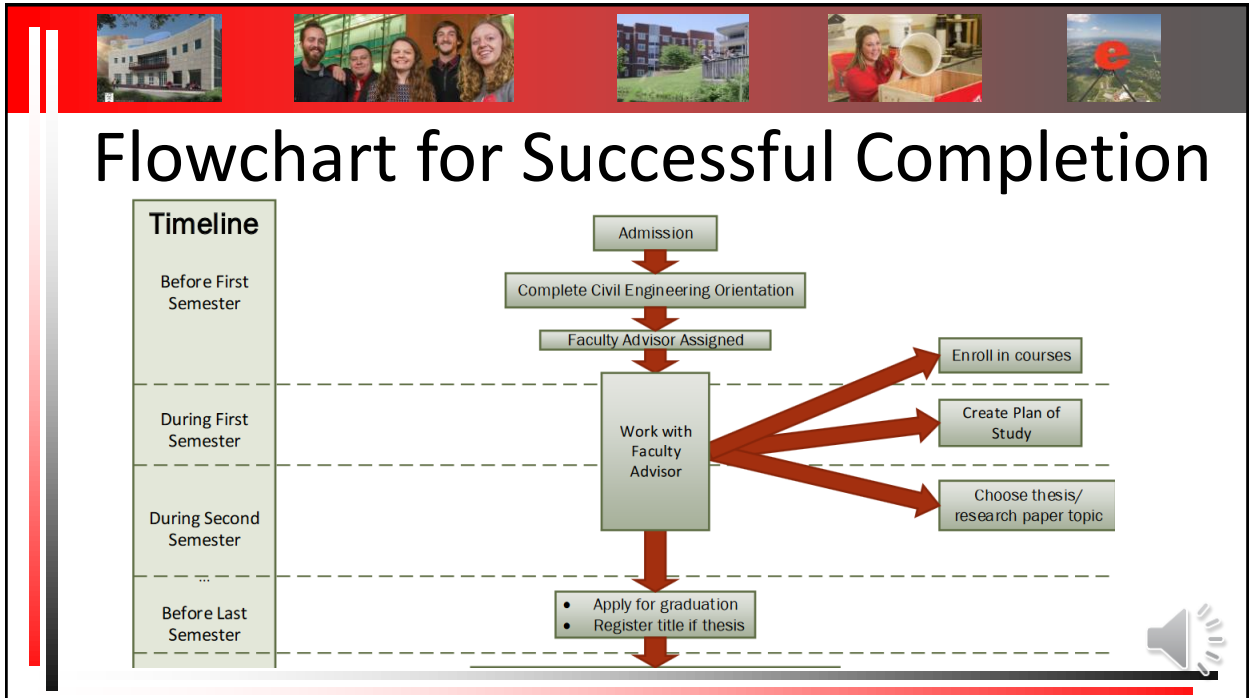 Flowchart for Successful Completion
Timeline
Before First
Semester
During First
Semester
During Second
Semester
...
Before Last
Semester
Admission
Complete Civil Engineering Orientation
Faculty Advisor Assigned
Work with
Faculty
Advisor
Enroll in courses
Create Plan of
Study
Choose thesis/
research paper topic
• Apply for graduation
• Register title if thesis
e